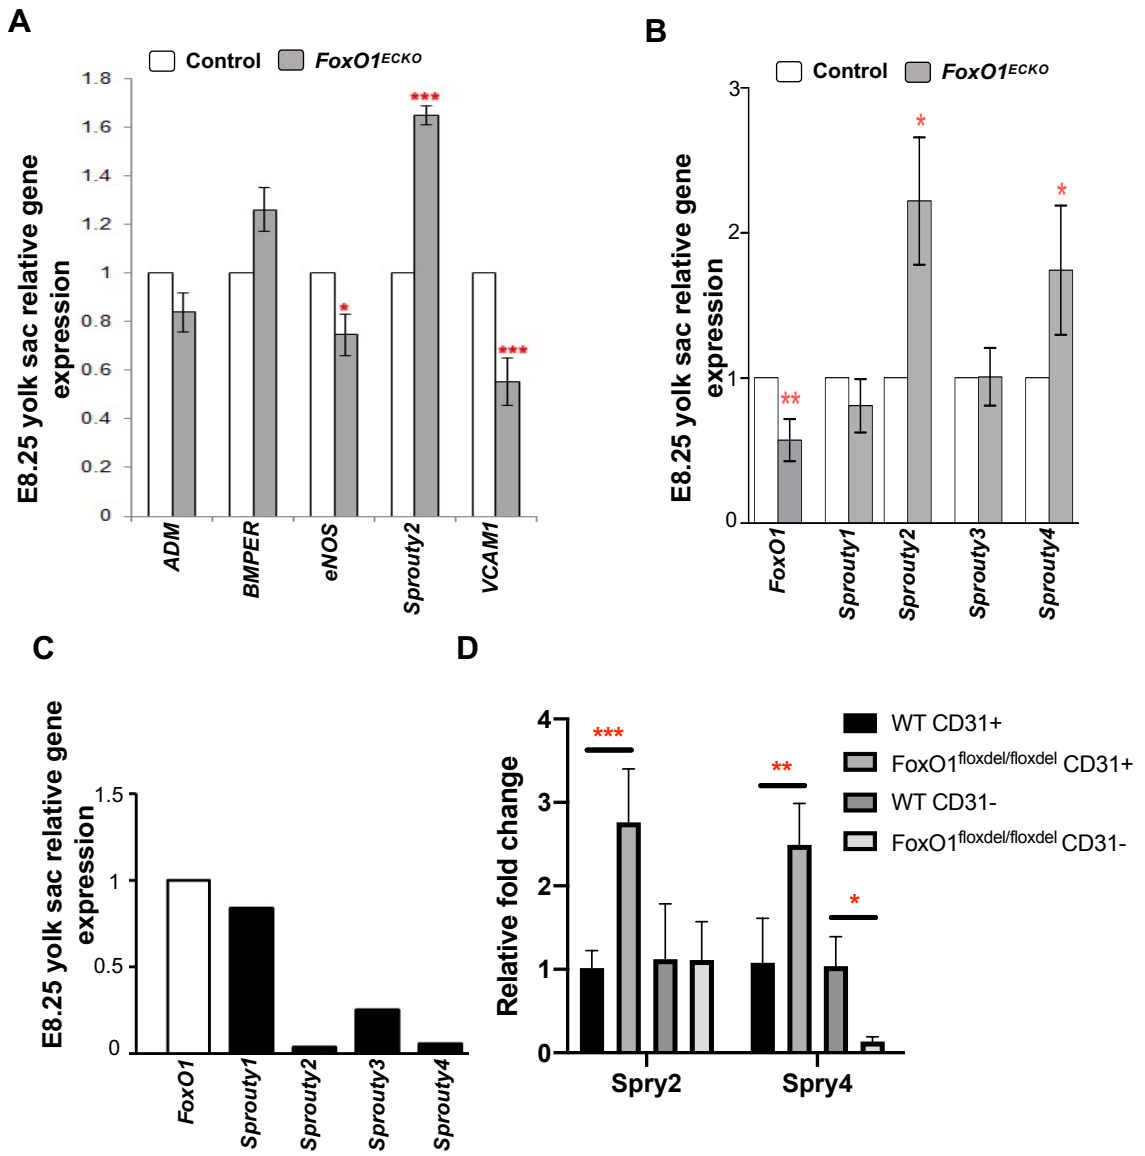 A
Control FoxO1ECKO
E8.25 yolk sac relative gene
expression
1.8
1.6
1.4
1.2
1
0.8
0.6
0.4
0.2
0
***
*
***
ADM
BMPER
eNOS
Sprouty2
VCAM1
B
Control FoxO1ECKO
E8.25 yolk sac relative gene
expression
3
2
1
0
**
*
*
FoxO1
Sprouty1
Sprouty2
Sprouty3
Sprouty4
C
E8.25 yolk sac relative gene
expression
1.5
1
0.5
0
FoxO1
Sprouty1
Sprouty2
Sprouty3
Sprouty4
D
Relative fold change
4
3
2
1
0
***
**
*
Spry2
Spry4
WT CD31+
FoxO1floxdel/floxdel CD31+
WT CD31-
FoxO1floxdel/floxdel CD31-